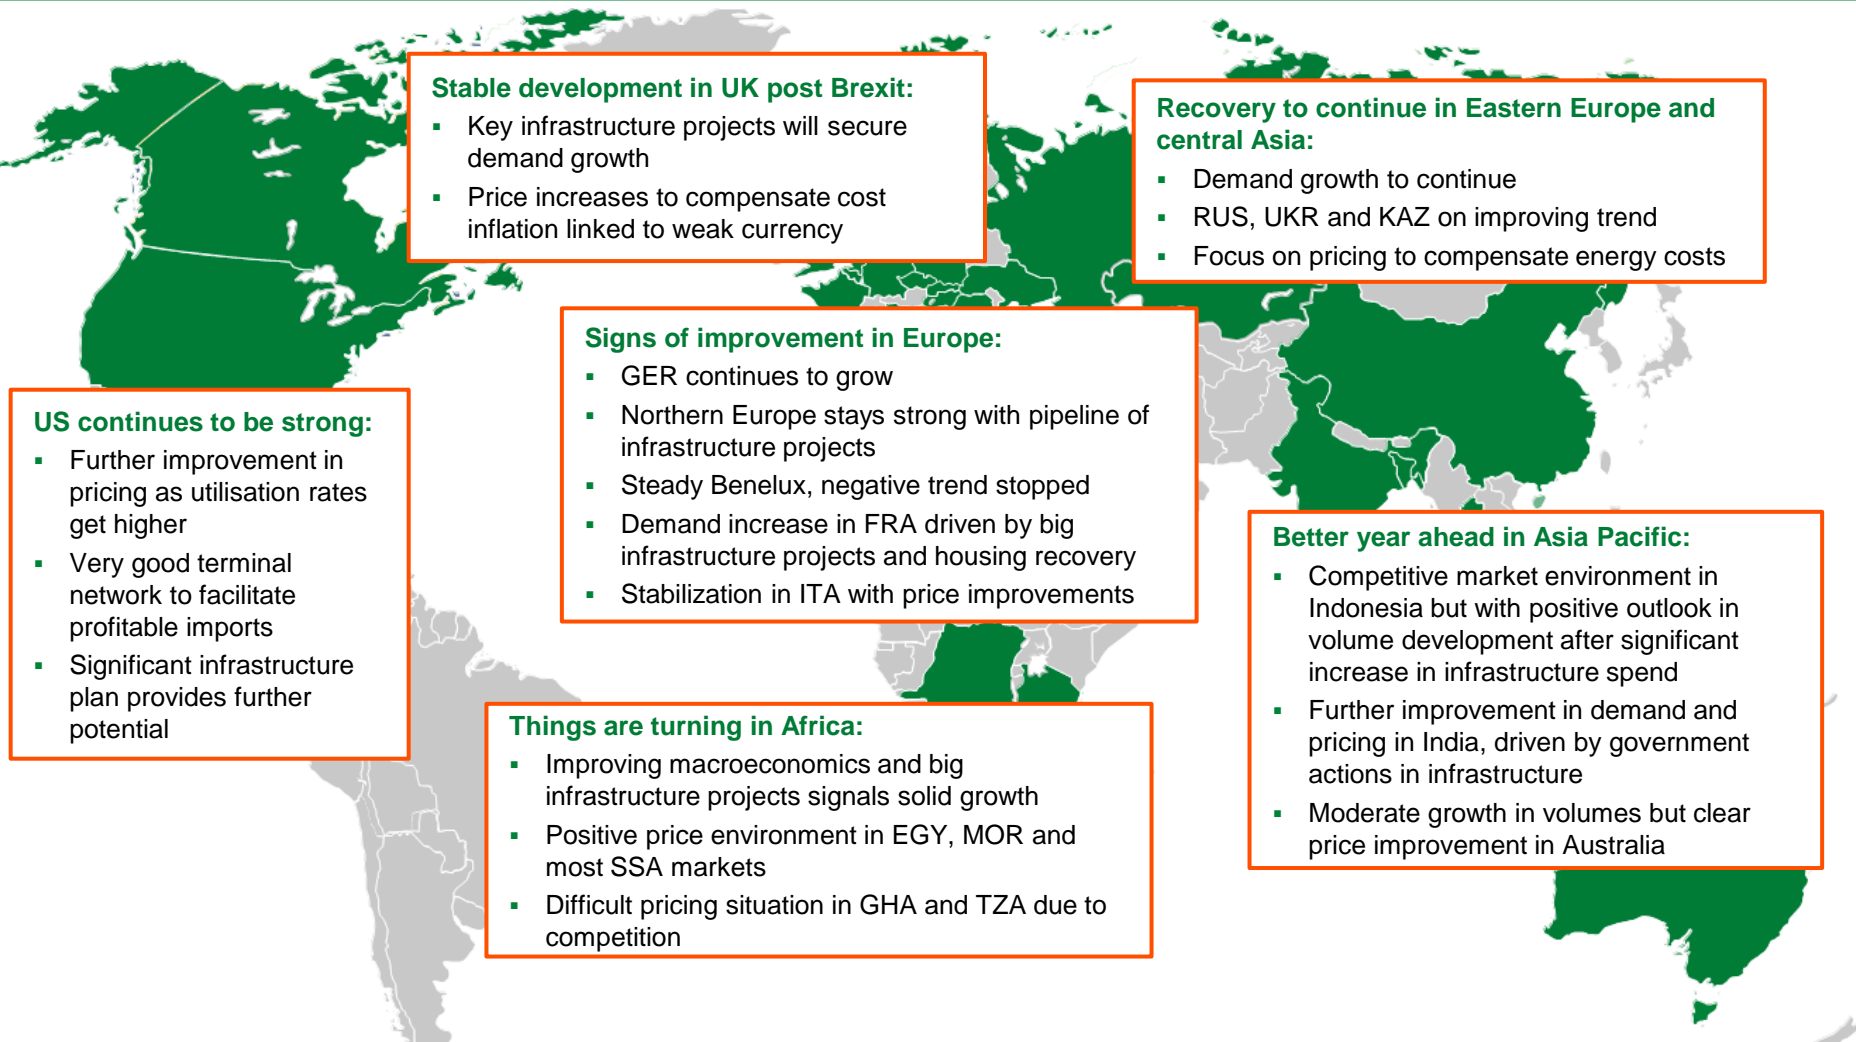 Stable development in UK post Brexit:
▪ Key infrastructure projects will secure
demand growth
▪ Price increases to compensate cost
inflation linked to weak currency
Recovery to continue in Eastern Europe and
central Asia:
▪ Demand growth to continue
▪ RUS, UKR and KAZ on improving trend
▪ Focus on pricing to compensate energy costs
Signs of improvement in Europe:
▪ GER continues to grow
▪ Northern Europe stays strong with pipeline of
infrastructure projects
▪ Steady Benelux, negative trend stopped
▪ Demand increase in FRA driven by big
infrastructure projects and housing recovery
▪ Stabilization in ITA with price improvements
US continues to be strong:
▪ Further improvement in
pricing as utilisation rates
get higher
▪ Very good terminal
network to facilitate
profitable imports
▪ Significant infrastructure
plan provides further
potential
Better year ahead in Asia Pacific:
▪ Competitive market environment in
Indonesia but with positive outlook in
volume development after significant
increase in infrastructure spend
▪ Further improvement in demand and
pricing in India, driven by government
actions in infrastructure
▪ Moderate growth in volumes but clear
price improvement in Australia
Things are turning in Africa:
▪ Improving macroeconomics and big
infrastructure projects signals solid growth
▪ Positive price environment in EGY, MOR and
most SSA markets
▪ Difficult pricing situation in GHA and TZA due to
competition